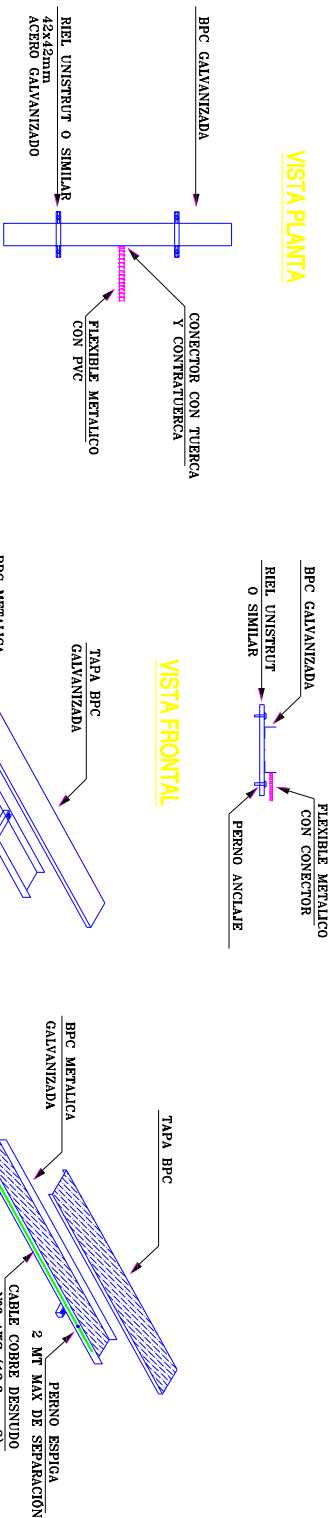 VISTA PLANTA
BPC GALVANIZADA
CONECTOR CON TUERCA
Y CONTRATUERCA
RIEL UNISTRUT O SIMILAR
42x42mm
ACERO GALVANIZADO
FLEXIBLE METALICO
CON PVC
BPC GALVANIZADA
FLEXIBLE METALICO
CON CONECTOR
RIEL UNISTRUT
O SIMILAR
PERNO ANCLAJE
VISTA FRONTAL
TAPA BPC
GALVANIZADA
BPC METALICA
TAPA BPC
BPC METALICA
GALVANIZADA
PERNO ESPIGA
2 MT MAX DE SEPARACIÓN
CABLE COBRE DESNUDO